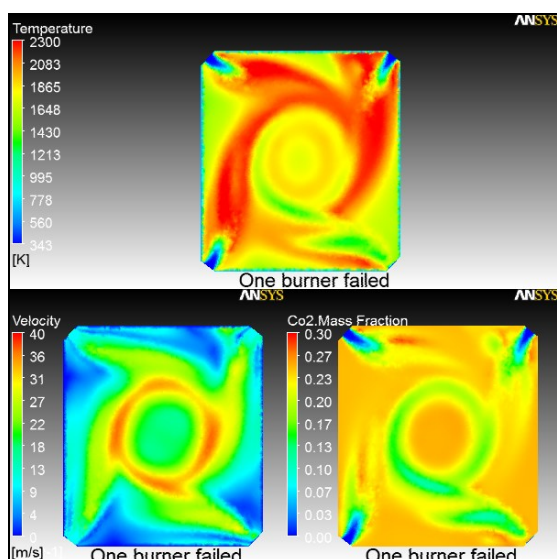 ANSYS
Temperature
2300
2083
1865
1648
1430
1213
995
778
560
343
[K]
One burner failed
ANSYS
ANSYS
Velocity
40
36
31
27
22
18
13
9
4
0
[m/s]
One burner failed
Co2.Mass Fraction
0.30
0.27
0.23
0.20
0.17
0.13
0.10
0.07
0.03
0.00
One burner failed